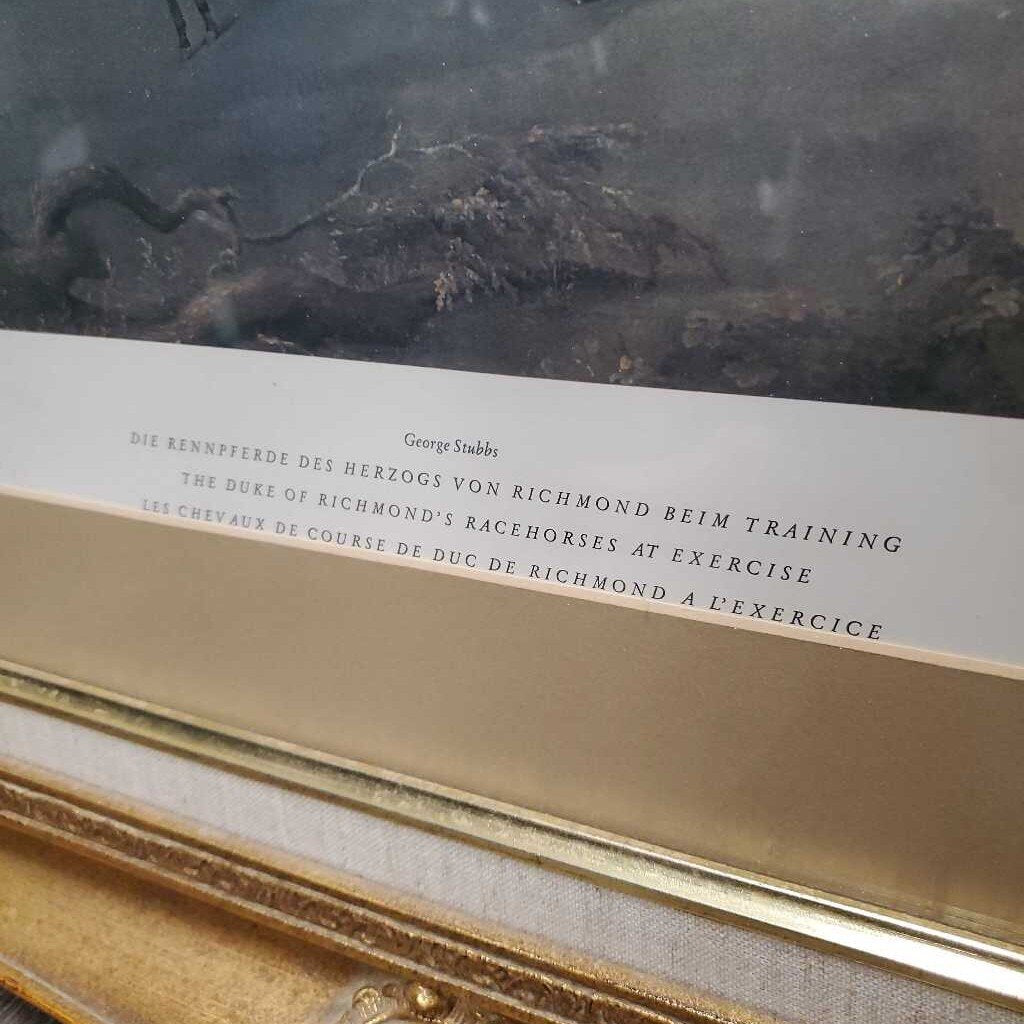 George Stubbs
DIE RENNPFERDE DES HERZOGS VON RICHMOND BEIM TRAINING
THE DUKE OF RICHMOND'S RACEHORSES AT EXERCISE
LES CHEVAUX DE COURSE DE DUC DE RICHMOND A L'EXERCICE